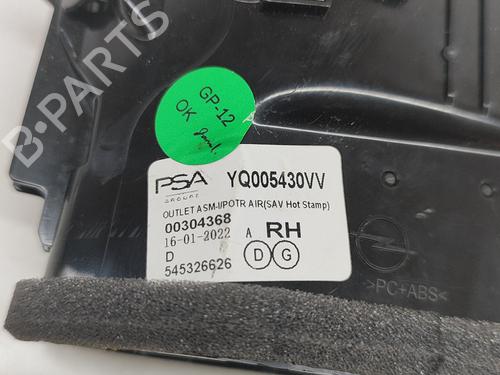 B-PARTS
GP-12
OK
PSA YQ005430VV
GROUPE
OUTLET ASM-I/POTR AIR(SAV Hot Stamp)
00304368
16-01-2022 A RH
D D G
545326626
>PC+ABS<